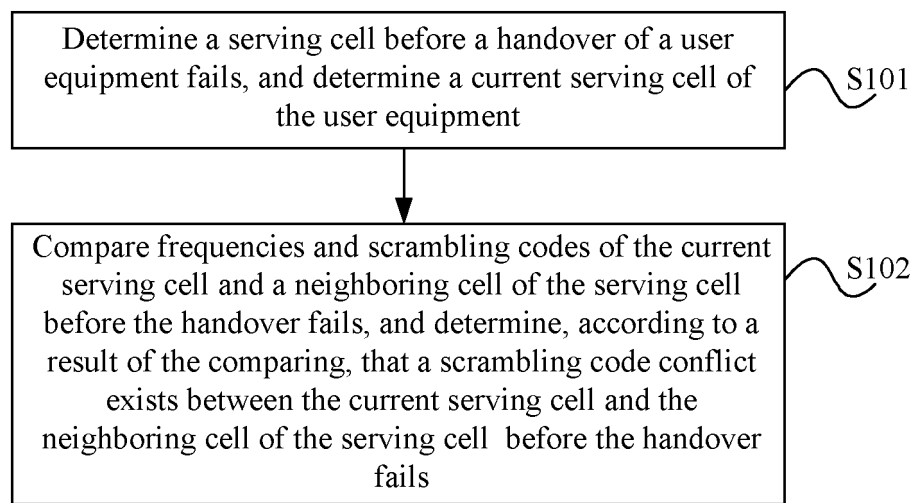 Determine a serving cell before a handover of a user
equipment fails, and determine a current serving cell of
the user equipment
S101
Compare frequencies and scrambling codes of the current
serving cell and a neighboring cell of the serving cell
before the handover fails, and determine, according to a
result of the comparing, that a scrambling code conflict
exists between the current serving cell and the
neighboring cell of the serving cell before the handover
fails
S102